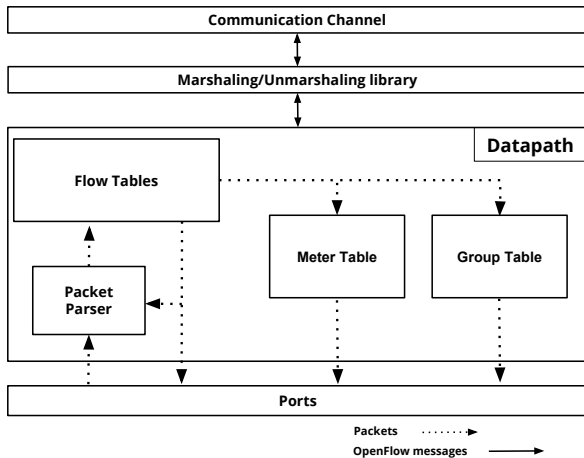 Communication Channel
Marshaling/Unmarshaling library
Datapath
Flow Tables
Meter Table
Group Table
Packet
Parser
Ports
Packets
OpenFlow messages